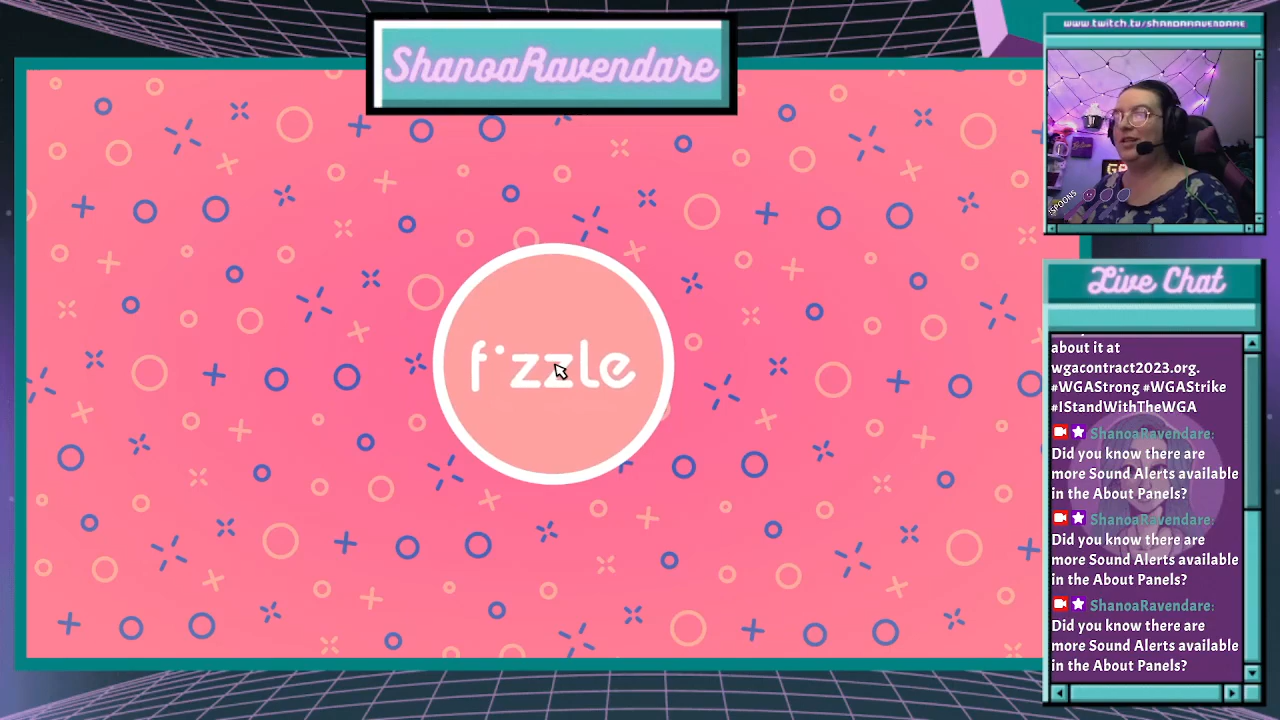 www.twitch.tv/shanoaravendare
ShanoaRavendare
fizzle
SPOONS
Live Chat
about it at
wgacontract2023.org.
#WGAStrong #WGAStrike
#IStandWithTheWGA
ShanoaRavendare:
Did you know there are
more Sound Alerts available
in the About Panels?
ShanoaRavendare:
Did you know there are
more Sound Alerts available
in the About Panels?
ShanoaRavendare:
Did you know there are
more Sound Alerts available
in the About Panels?